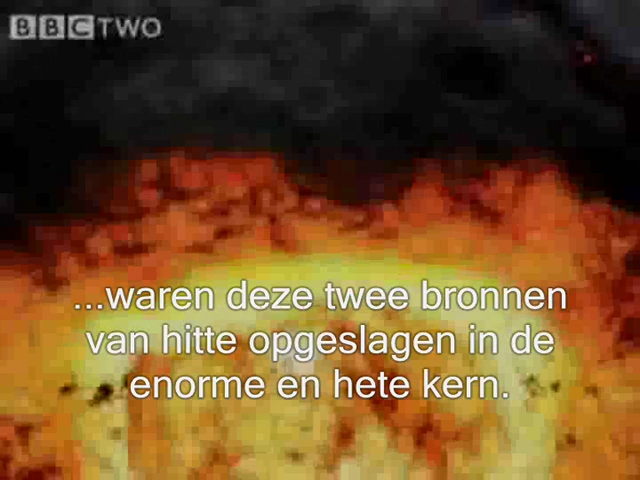 BBC TWO
...waren deze twee bronnen
van hitte opgeslagen in de
enorme en hete kern.